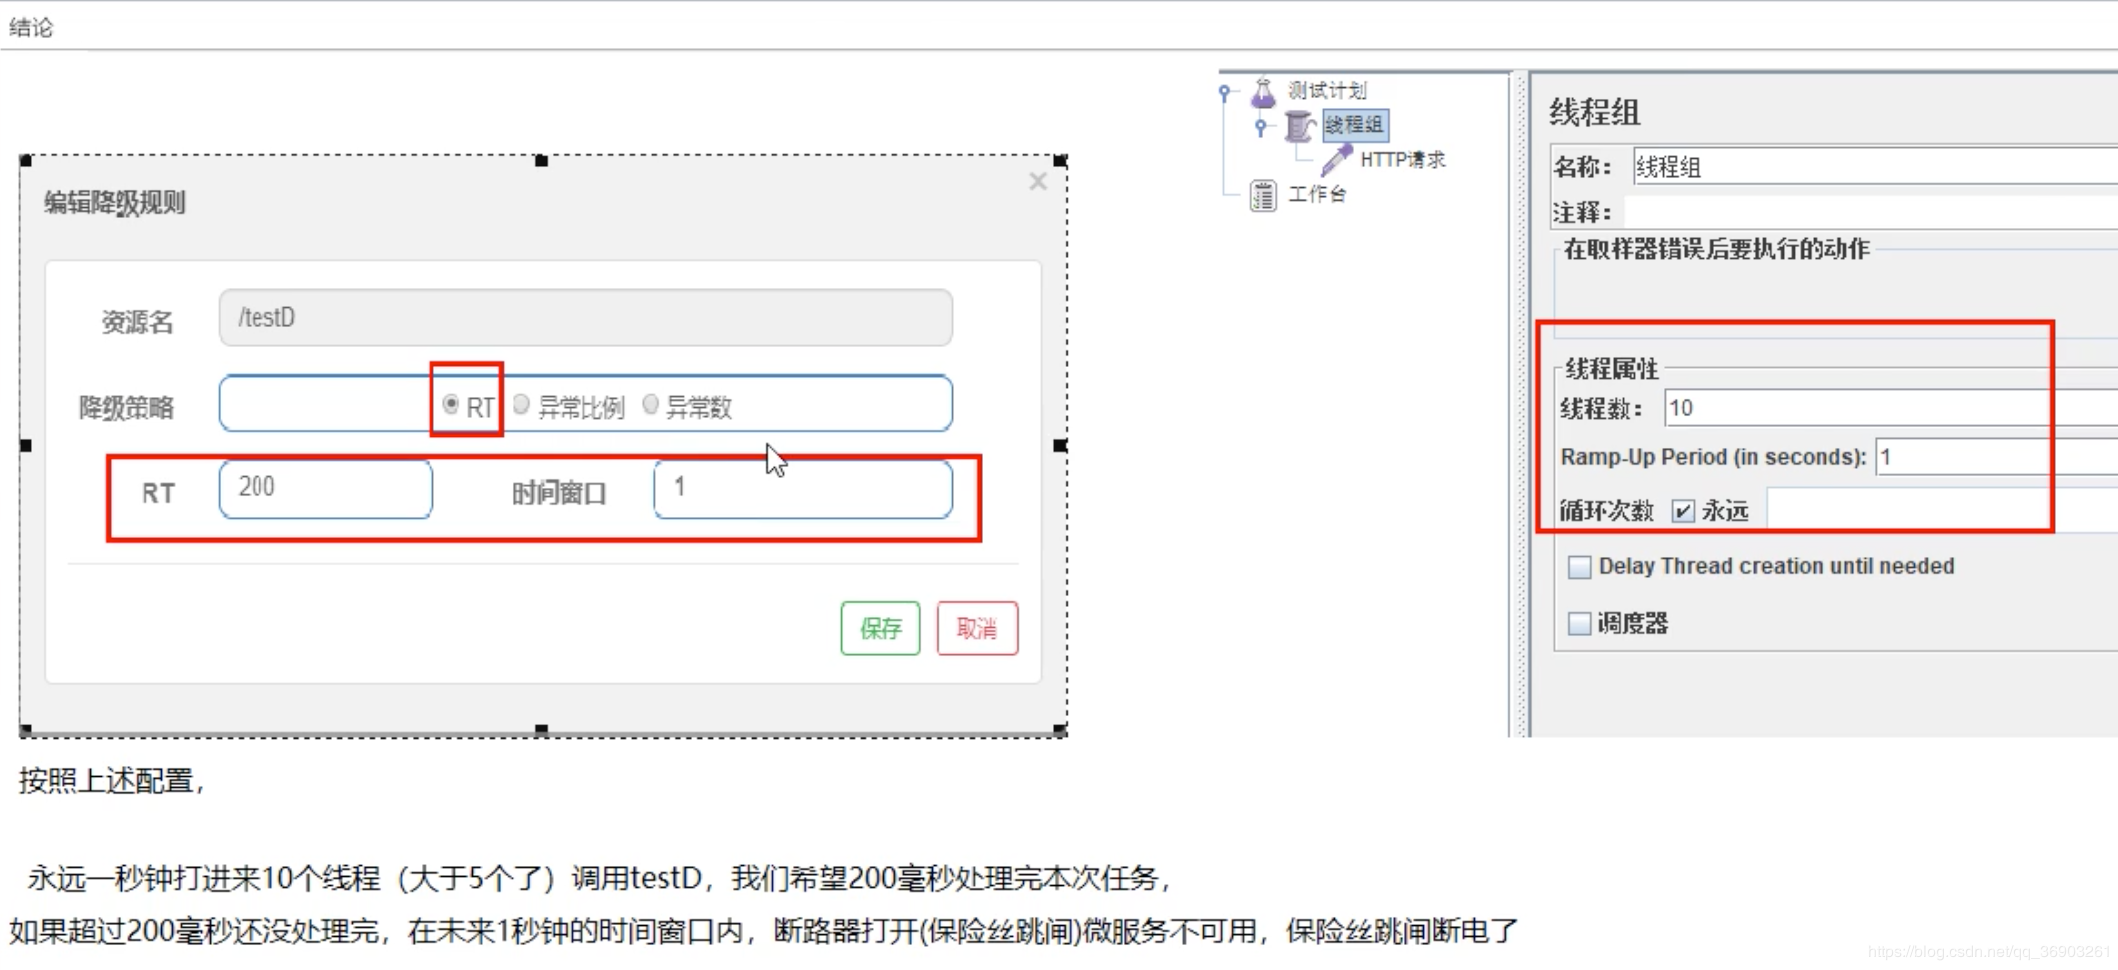 结论
编辑降级规则
×
资源名 /testD
降级策略 RT 异常比例 异常数
RT 200 时间窗口 1
保存 取消
测试计划
线程组
HTTP请求
工作台
线程组
名称： 线程组
注释：
在取样器错误后要执行的动作
线程属性
线程数： 10
Ramp-Up Period (in seconds): 1
循环次数 永远
Delay Thread creation until needed
调度器
按照上述配置，
永远一秒钟打进来10个线程（大于5个了）调用testD，我们希望200毫秒处理完本次任务，
如果超过200毫秒还没处理完，在未来1秒钟的时间窗口内，断路器打开(保险丝跳闸)微服务不可用，保险丝跳闸断电了
https://blog.csdn.net/qq_36903261